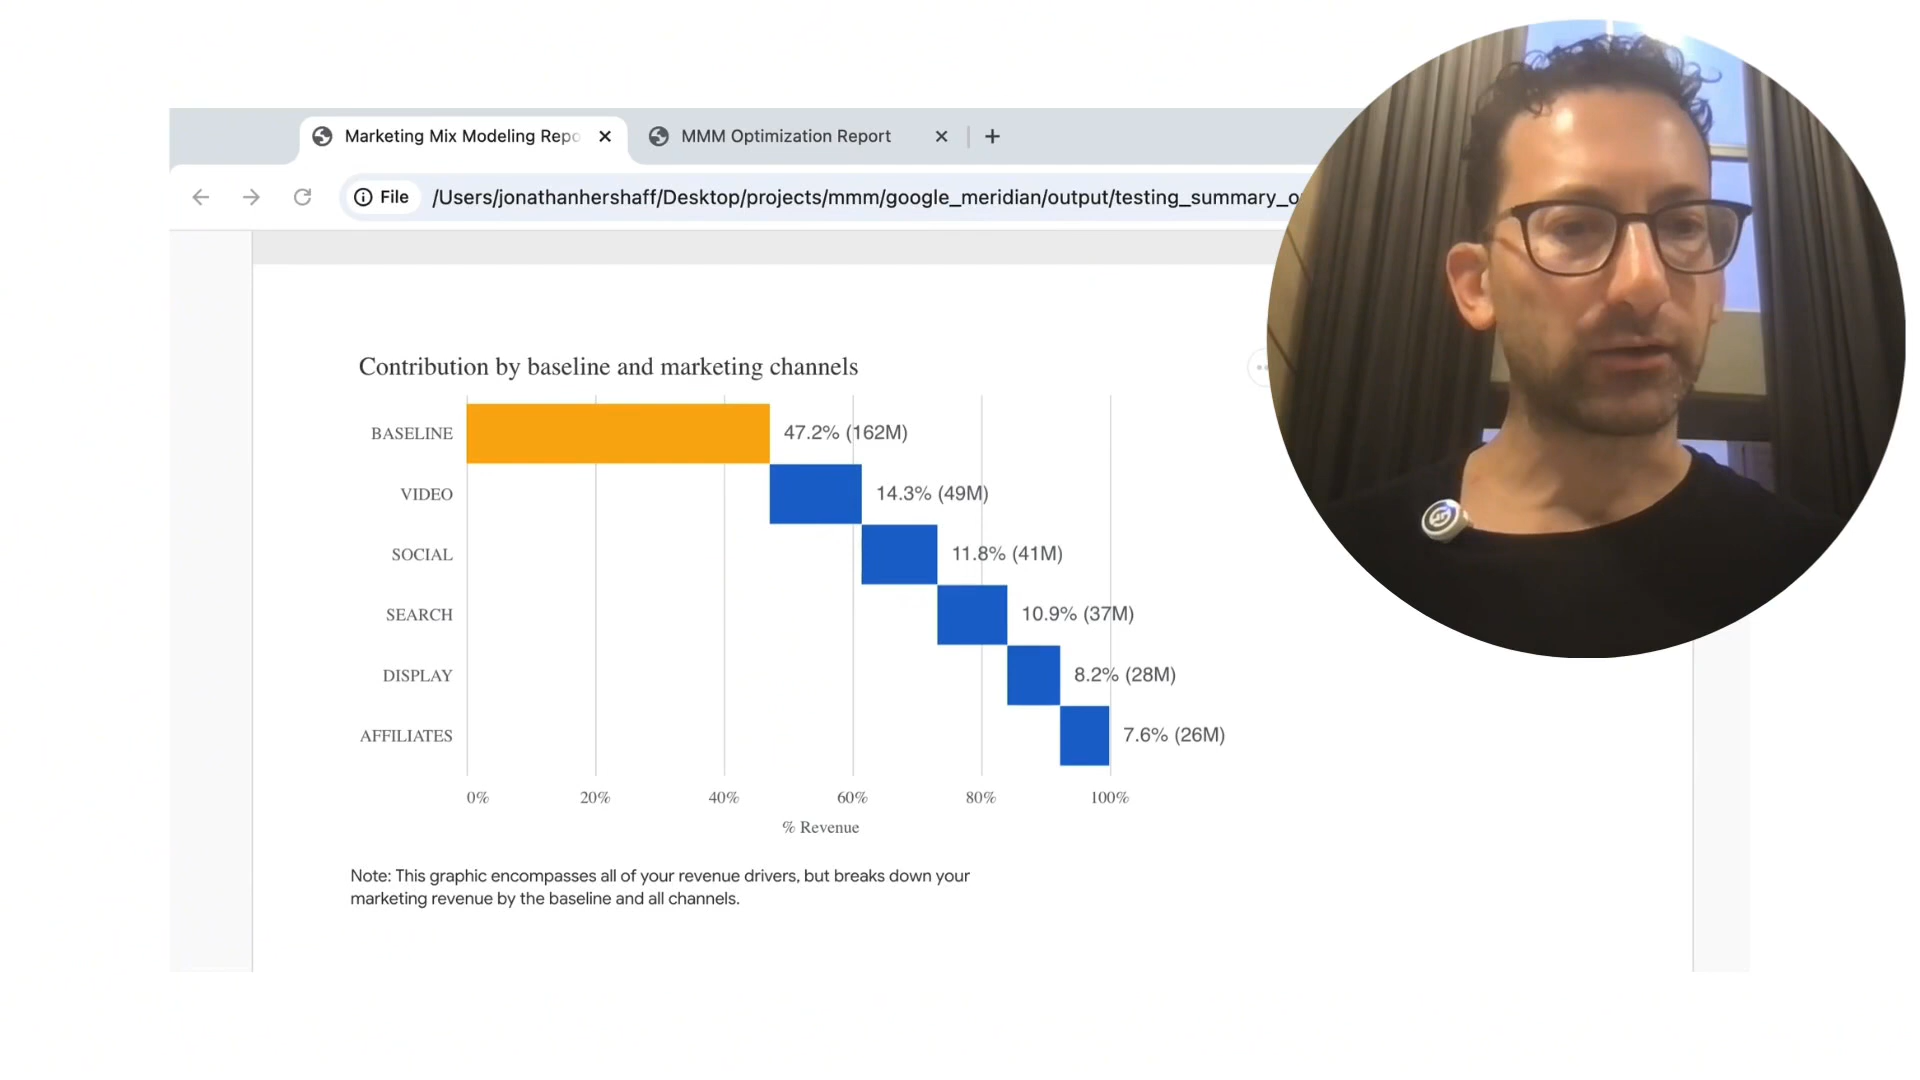 Marketing Mix Modeling Repo
MMM Optimization Report
File
/Users/jonathanhershaff/Desktop/projects/mmm/google_meridian/output/testing_summary_o
Contribution by baseline and marketing channels
BASELINE 47.2% (162M)
VIDEO 14.3% (49M)
SOCIAL 11.8% (41M)
SEARCH 10.9% (37M)
DISPLAY 8.2% (28M)
AFFILIATES 7.6% (26M)
0% 20% 40% 60% 80% 100%
% Revenue
Note: This graphic encompasses all of your revenue drivers, but breaks down your
marketing revenue by the baseline and all channels.